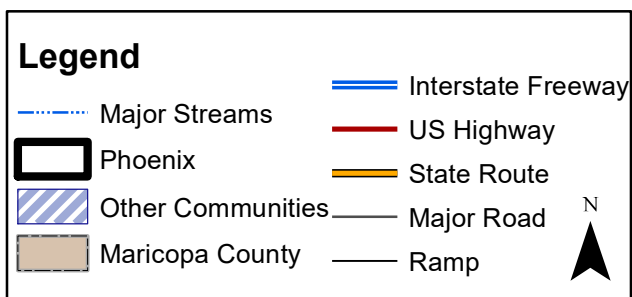 Legend
Major Streams
Phoenix
Other Communities
Maricopa County
Interstate Freeway
US Highway
State Route
Major Road
Ramp
N